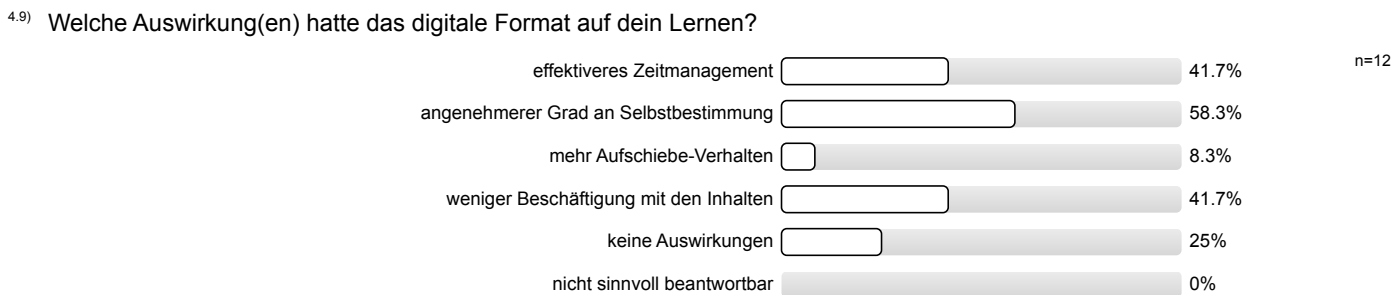 4.9) Welche Auswirkung(en) hatte das digitale Format auf dein Lernen?
n=12
effektiveres Zeitmanagement 41.7%
angenehmerer Grad an Selbstbestimmung 58.3%
mehr Aufschiebe-Verhalten 8.3%
weniger Beschäftigung mit den Inhalten 41.7%
keine Auswirkungen 25%
nicht sinnvoll beantwortbar 0%